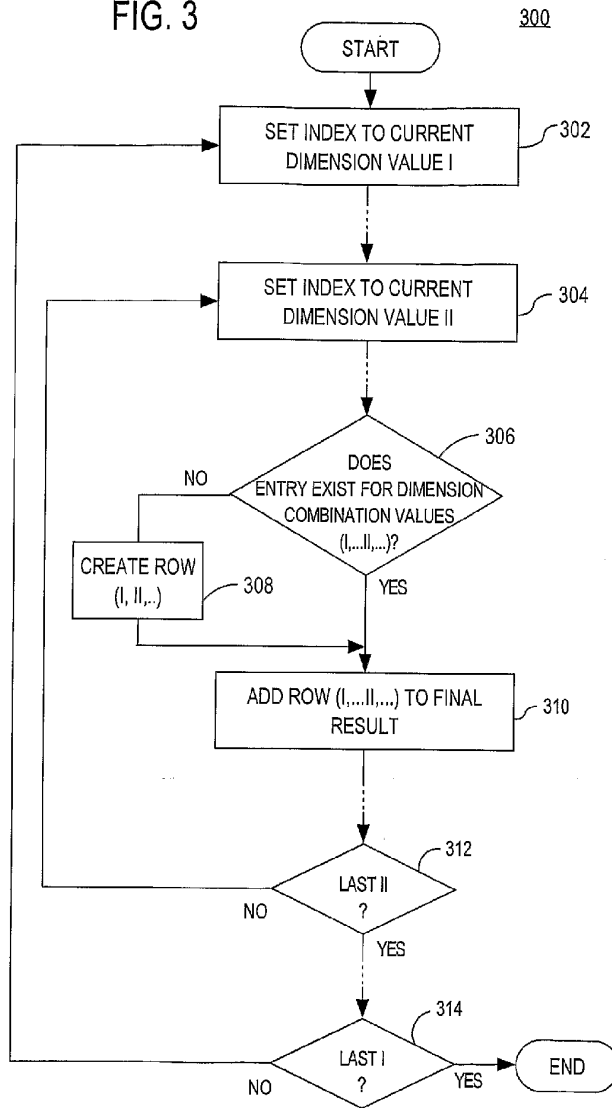 FIG. 3
300
START
SET INDEX TO CURRENT
DIMENSION VALUE I
302
SET INDEX TO CURRENT
DIMENSION VALUE II
304
306
DOES
ENTRY EXIST FOR DIMENSION
COMBINATION VALUES
(I,...II,...)?
NO
YES
CREATE ROW
(I, II,..)
308
ADD ROW (I,...II,...) TO FINAL
RESULT
310
312
LAST II
?
NO
YES
314
LAST I
?
NO
YES
END